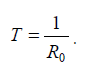 T = 1/R₀.